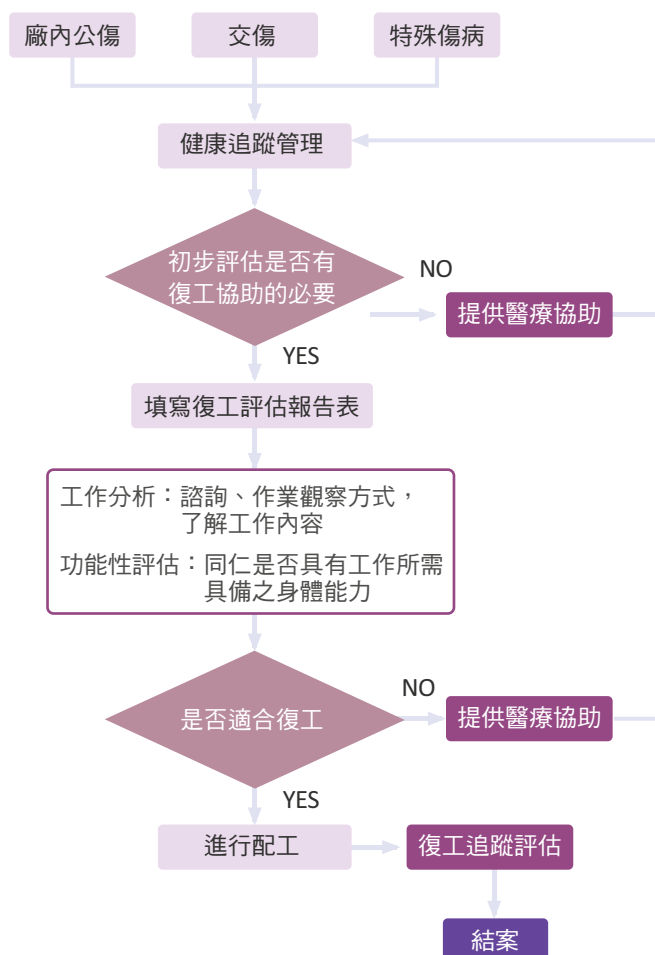 廠內公傷
交傷
特殊傷病
健康追蹤管理
初步評估是否有
復工協助的必要
NO
提供醫療協助
YES
填寫復工評估報告表
工作分析：諮詢、作業觀察方式，
了解工作內容
功能性評估：同仁是否具有工作所需
具備之身體能力
是否適合復工
NO
提供醫療協助
YES
進行配工
復工追蹤評估
結案